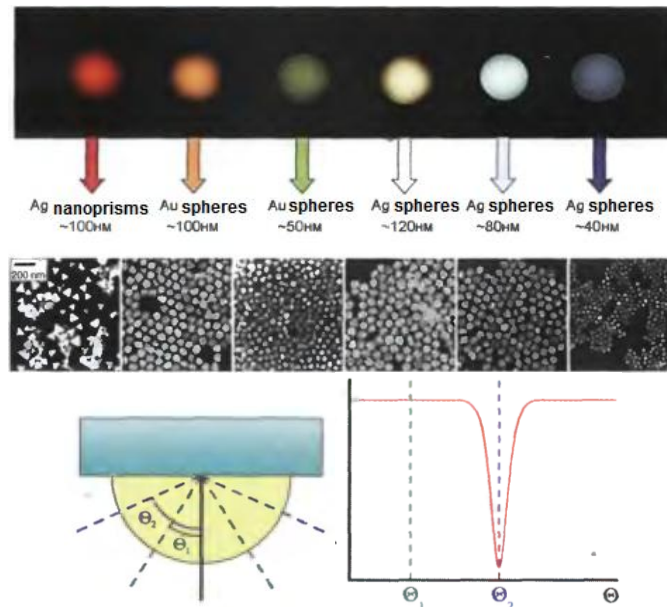 Ag nanoprisms Au spheres Au spheres Ag spheres Ag spheres Ag spheres
~100нм ~100нм ~50нм ~120нм ~80нм ~40нм
200 nm
Θ₂
Θ₁
Θ₁ Θ₂ Θ